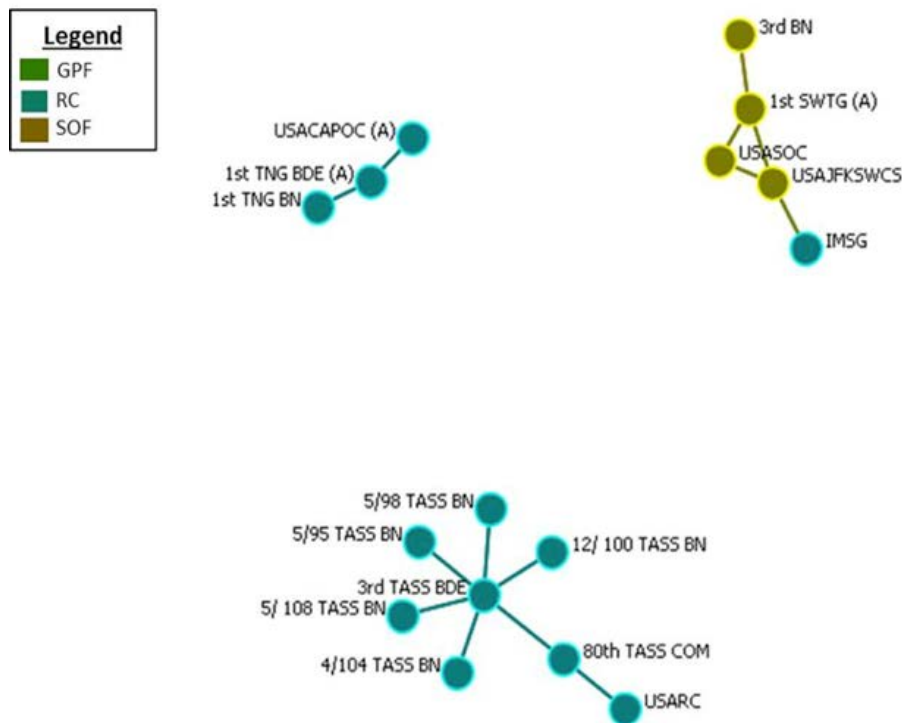 Legend
GPF
RC
SOF
3rd BN
1st SWTG (A)
USASOC
USAJFKSWCS
IMSG
USACAPOC (A)
1st TNG BDE (A)
1st TNG BN
5/98 TASS BN
5/95 TASS BN
12/ 100 TASS BN
3rd TASS BDE
5/ 108 TASS BN
4/104 TASS BN
80th TASS COM
USARC